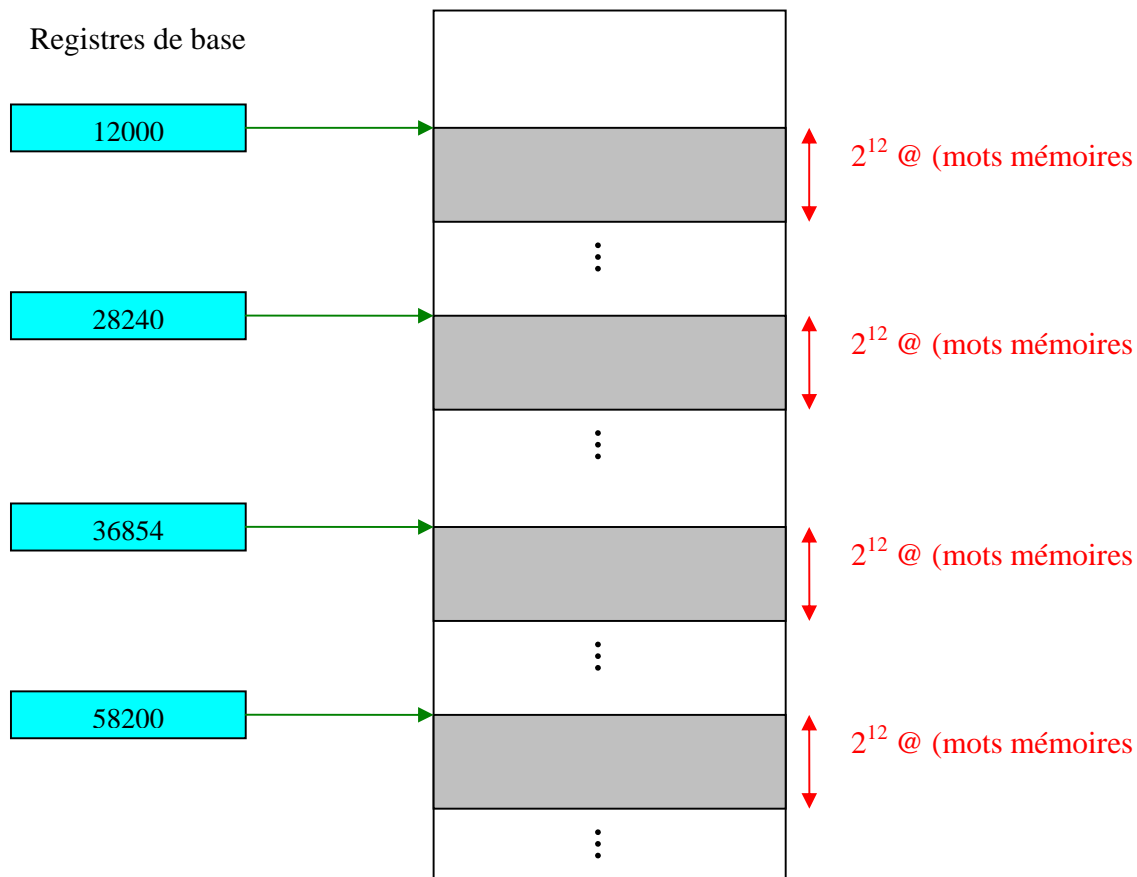 Registres de base
12000
2^12 @ (mots mémoires
28240
2^12 @ (mots mémoires
36854
2^12 @ (mots mémoires
58200
2^12 @ (mots mémoires